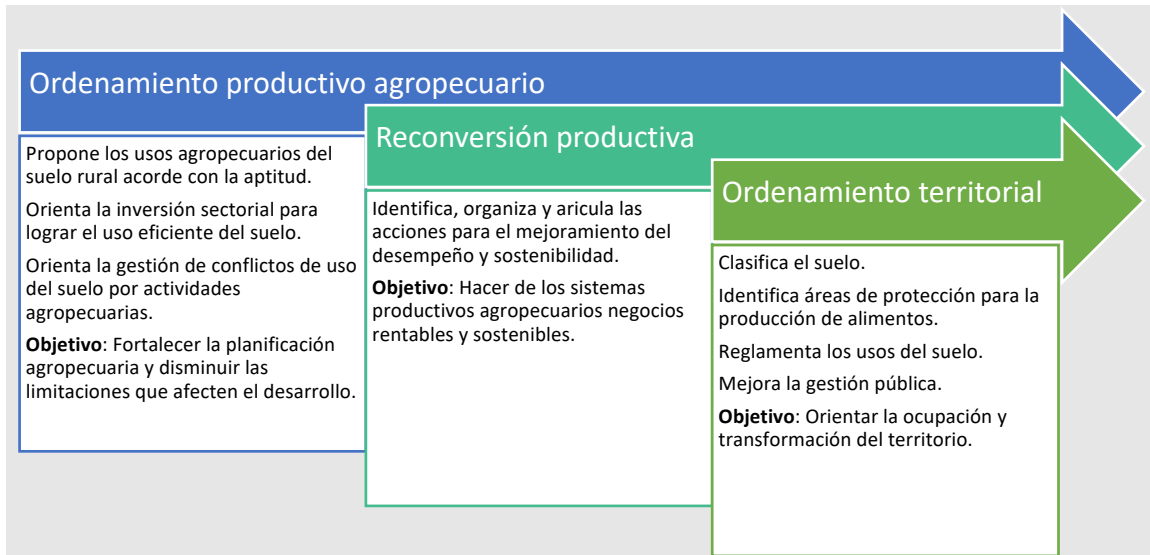 Ordenamiento productivo agropecuario
Propone los usos agropecuarios del
suelo rural acorde con la aptitud.
Orienta la inversión sectorial para
lograr el uso eficiente del suelo.
Orienta la gestión de conflictos de uso
del suelo por actividades
agropecuarias.
Objetivo: Fortalecer la planificación
agropecuaria y disminuir las
limitaciones que afecten el desarrollo.
Reconversión productiva
Identifica, organiza y aricula las
acciones para el mejoramiento del
desempeño y sostenibilidad.
Objetivo: Hacer de los sistemas
productivos agropecuarios negocios
rentables y sostenibles.
Ordenamiento territorial
Clasifica el suelo.
Identifica áreas de protección para la
producción de alimentos.
Reglamenta los usos del suelo.
Mejora la gestión pública.
Objetivo: Orientar la ocupación y
transformación del territorio.